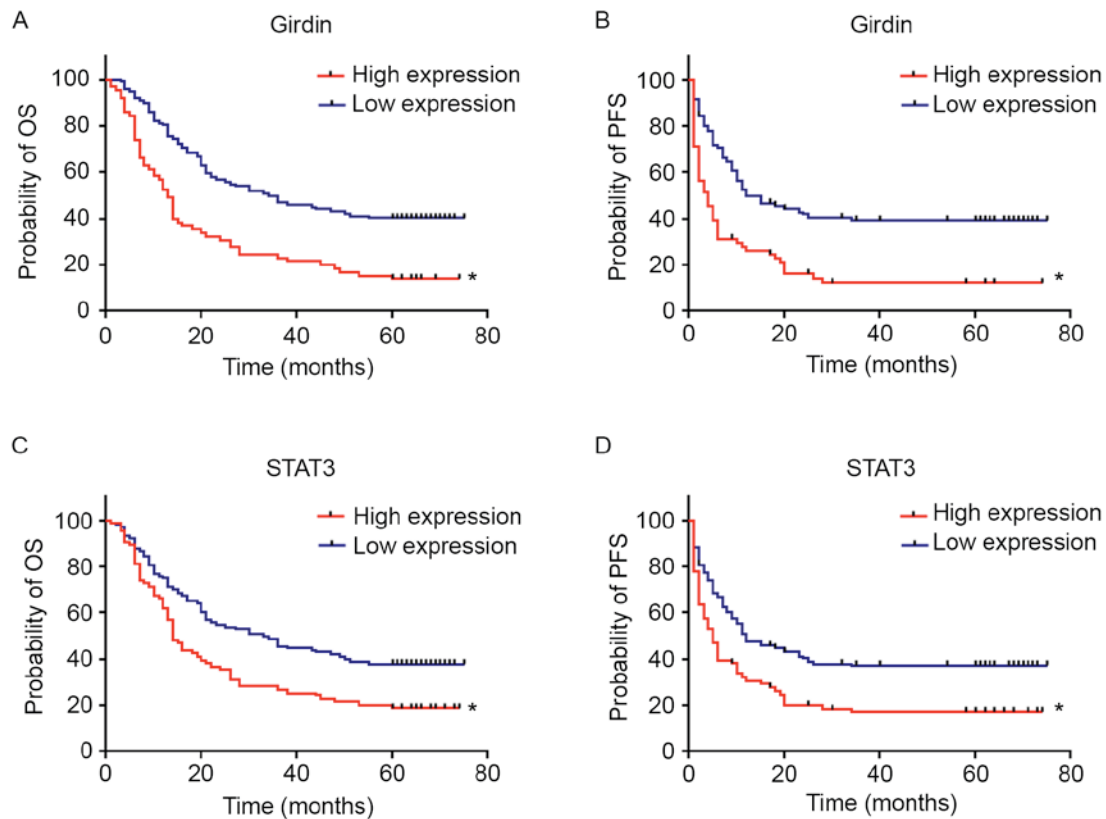 A
Girdin
High expression
Low expression
Probability of OS
100
80
60
40
20
0
*
0 20 40 60 80
Time (months)
B
Girdin
High expression
Low expression
Probability of PFS
100
80
60
40
20
0
*
0 20 40 60 80
Time (months)
C
STAT3
High expression
Low expression
Probability of OS
100
80
60
40
20
0
*
0 20 40 60 80
Time (months)
D
STAT3
High expression
Low expression
Probability of PFS
100
80
60
40
20
0
*
0 20 40 60 80
Time (months)